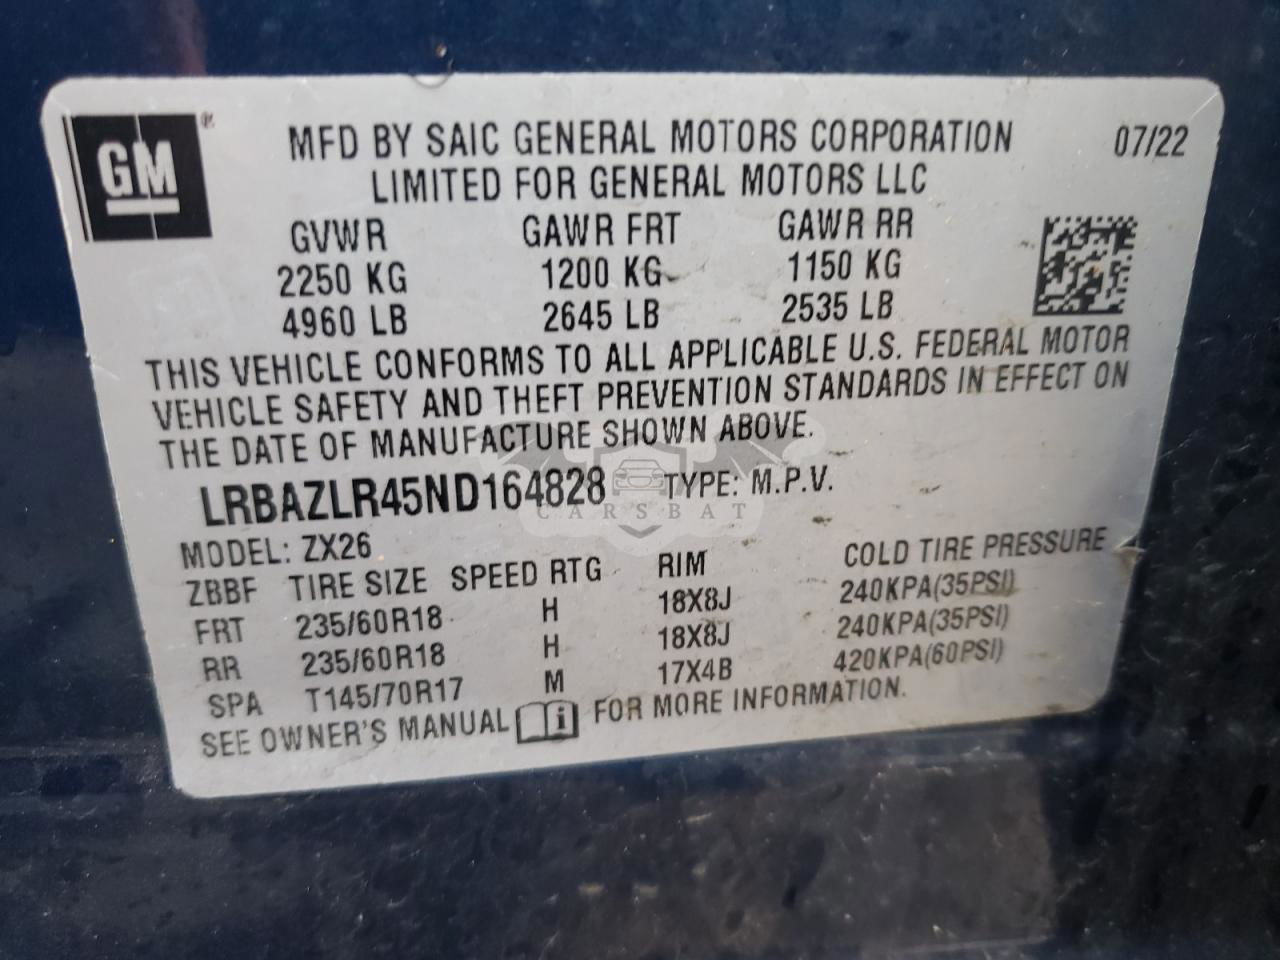 GM®
MFD BY SAIC GENERAL MOTORS CORPORATION 07/22
LIMITED FOR GENERAL MOTORS LLC
GVWR GAWR FRT GAWR RR
2250 KG 1200 KG 1150 KG
4960 LB 2645 LB 2535 LB
THIS VEHICLE CONFORMS TO ALL APPLICABLE U.S. FEDERAL MOTOR
VEHICLE SAFETY AND THEFT PREVENTION STANDARDS IN EFFECT ON
THE DATE OF MANUFACTURE SHOWN ABOVE.
LRBAZLR45ND164828 TYPE: M.P.V.
CARSBAT
MODEL: ZX26
ZBBF TIRE SIZE SPEED RTG RIM COLD TIRE PRESSURE
FRT 235/60R18 H 18X8J 240KPA(35PSI)
RR 235/60R18 H 18X8J 240KPA(35PSI)
SPA T145/70R17 M 17X4B 420KPA(60PSI)
SEE OWNER'S MANUAL i FOR MORE INFORMATION.